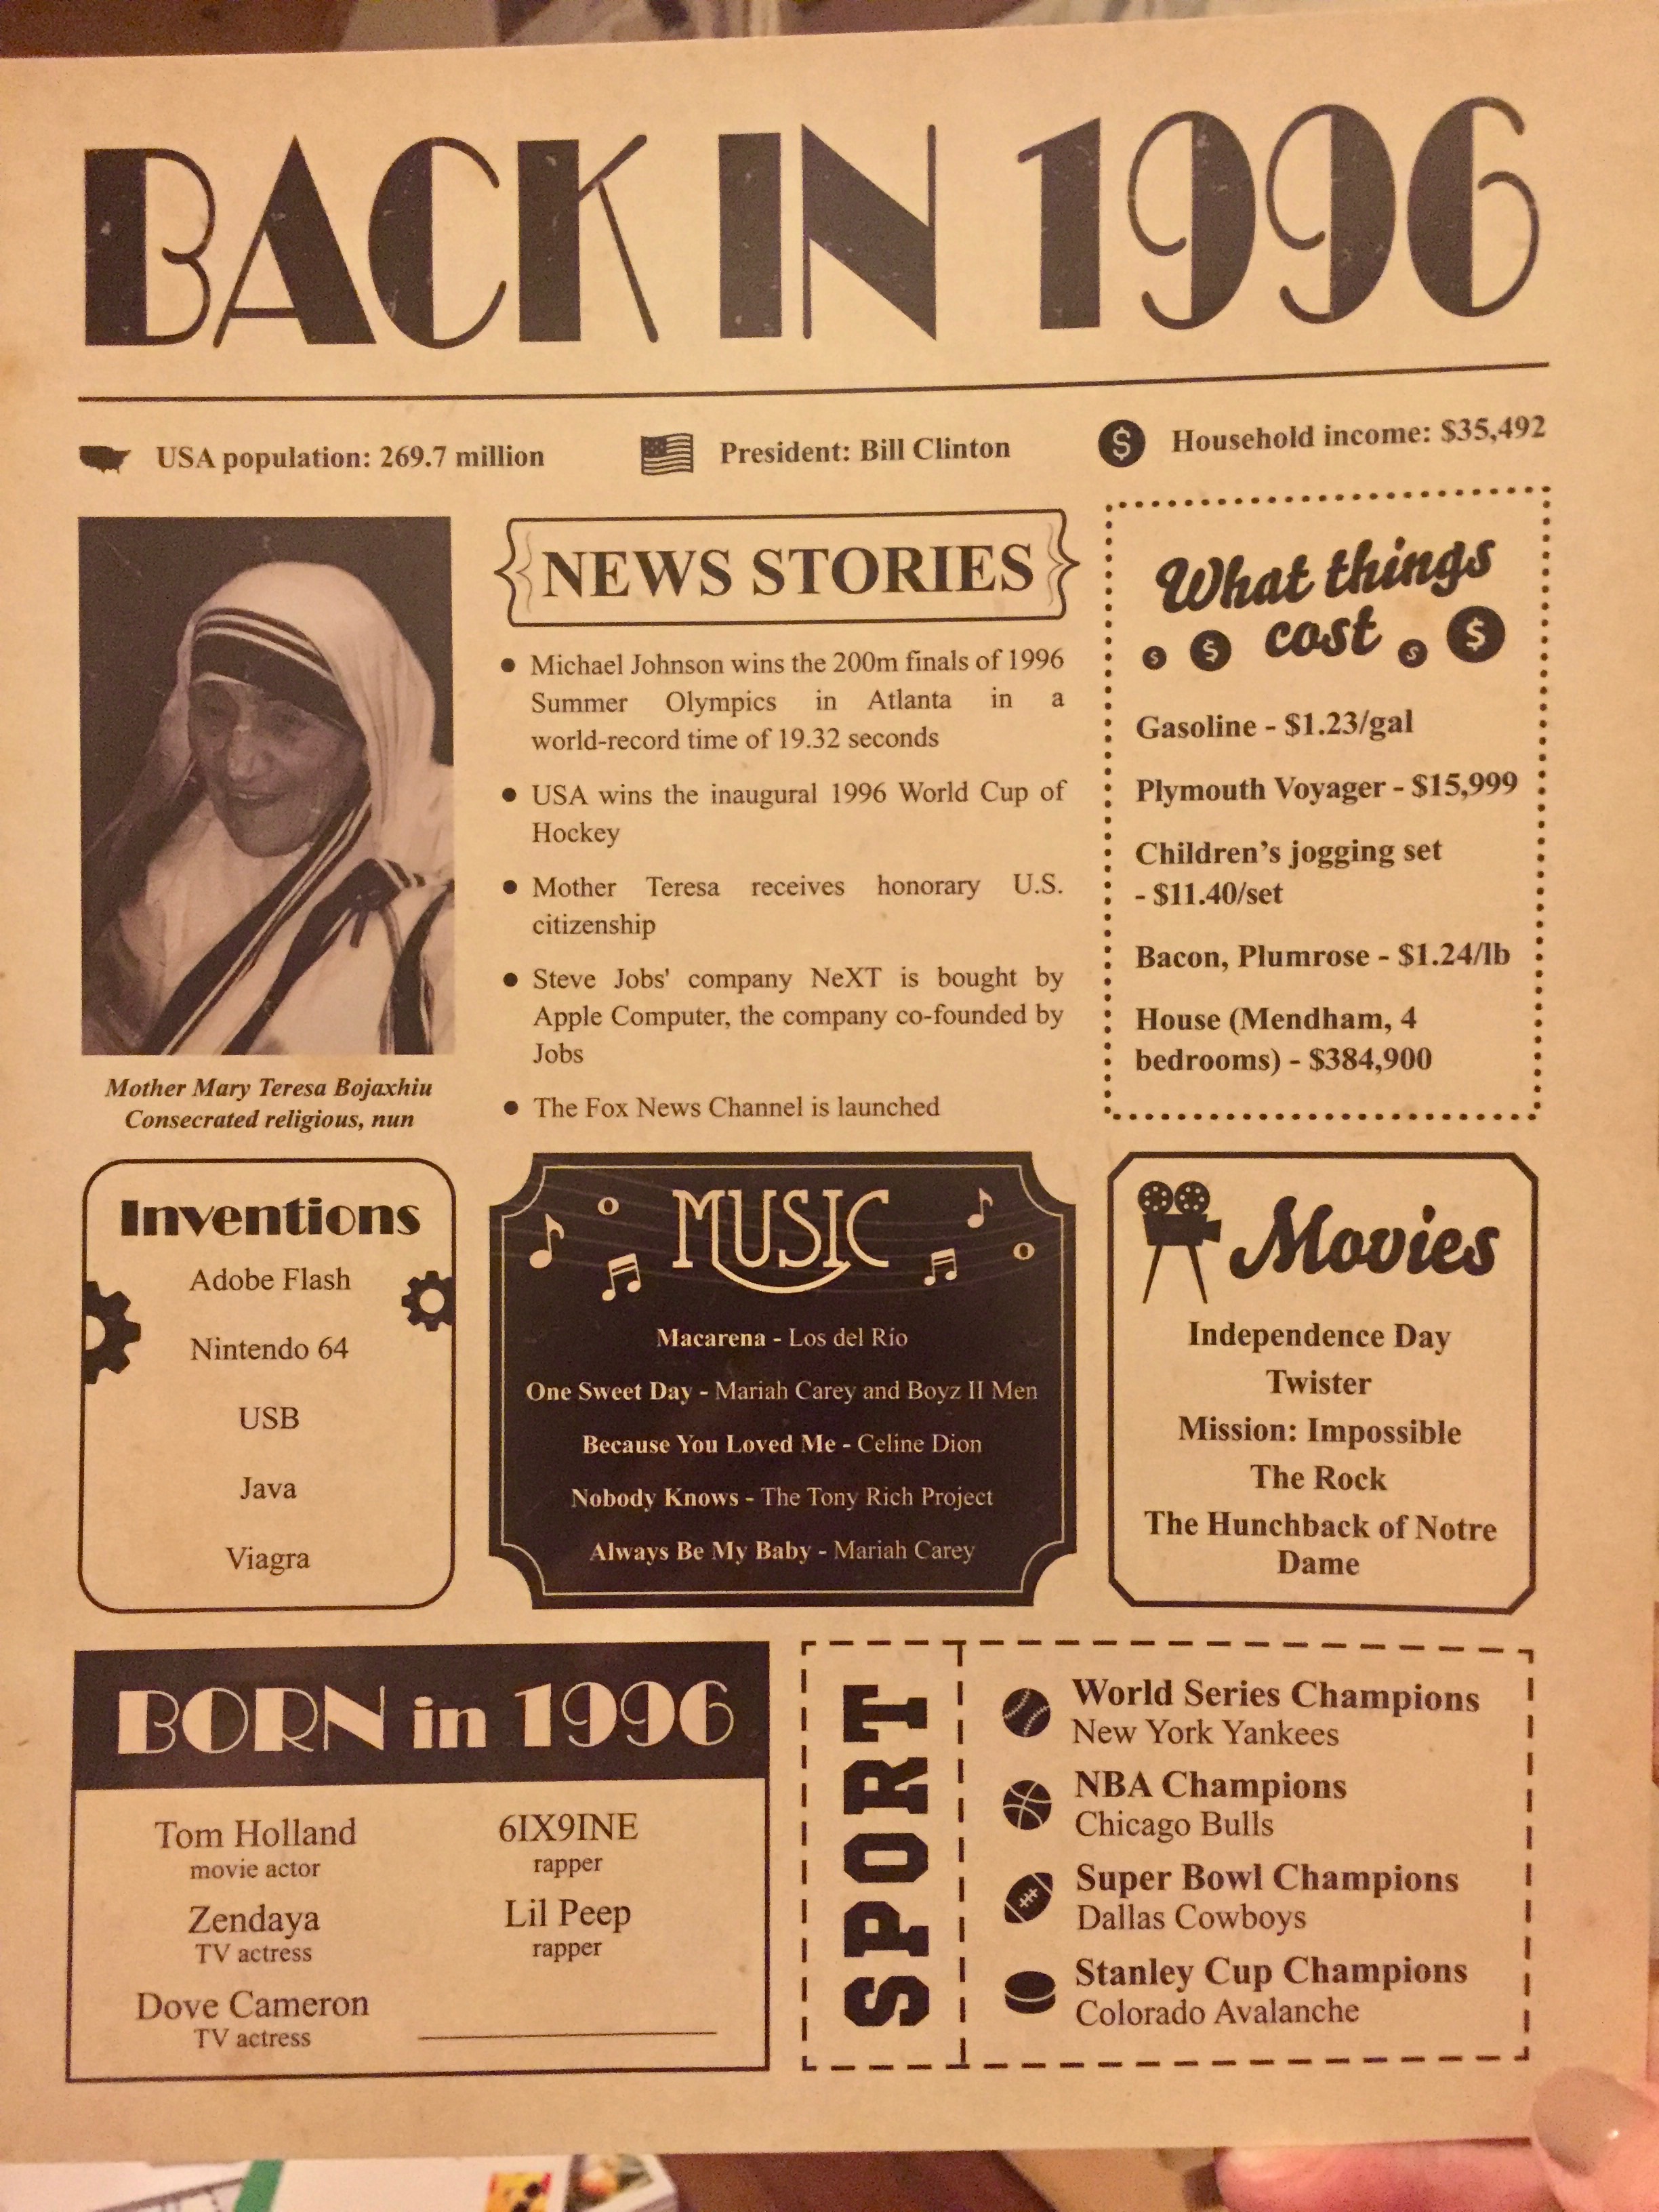 BACK IN 1996
USA population: 269.7 million
President: Bill Clinton
Household income: $35,492
Mother Mary Teresa Bojaxhiu
Consecrated religious, nun
NEWS STORIES
● Michael Johnson wins the 200m finals of 1996
Summer Olympics in Atlanta in a
world-record time of 19.32 seconds
● USA wins the inaugural 1996 World Cup of
Hockey
● Mother Teresa receives honorary U.S.
citizenship
● Steve Jobs' company NeXT is bought by
Apple Computer, the company co-founded by
Jobs
● The Fox News Channel is launched
What things
$ $ cost $ $
Gasoline - $1.23/gal
Plymouth Voyager - $15,999
Children's jogging set
- $11.40/set
Bacon, Plumrose - $1.24/lb
House (Mendham, 4
bedrooms) - $384,900
Inventions
Adobe Flash
Nintendo 64
USB
Java
Viagra
MUSIC
Macarena - Los del Río
One Sweet Day - Mariah Carey and Boyz II Men
Because You Loved Me - Celine Dion
Nobody Knows - The Tony Rich Project
Always Be My Baby - Mariah Carey
Movies
Independence Day
Twister
Mission: Impossible
The Rock
The Hunchback of Notre
Dame
BORN in 1996
Tom Holland
movie actor
Zendaya
TV actress
Dove Cameron
TV actress
6IX9INE
rapper
Lil Peep
rapper
SPORT
World Series Champions
New York Yankees
NBA Champions
Chicago Bulls
Super Bowl Champions
Dallas Cowboys
Stanley Cup Champions
Colorado Avalanche